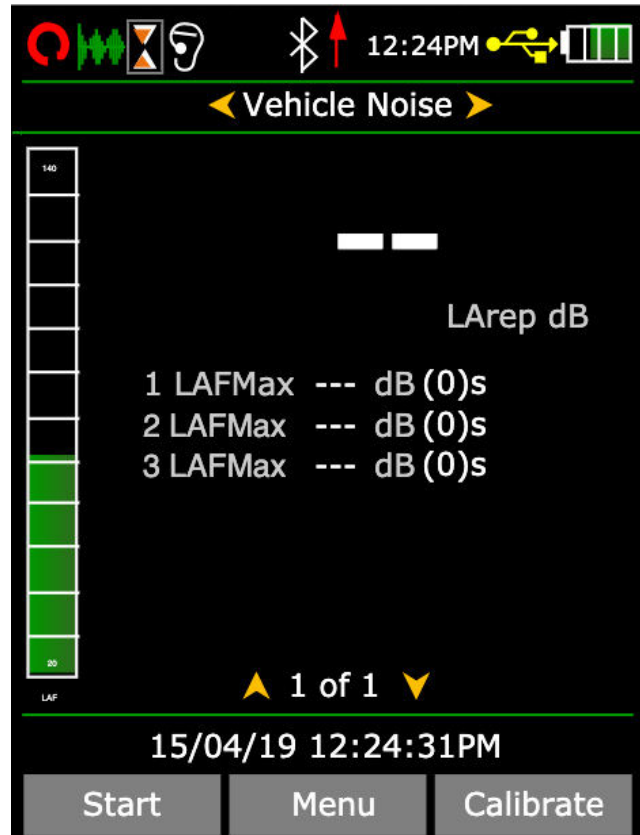 12:24PM
Vehicle Noise
140
-- 
LArep dB
1 LAFMax --- dB (0)s
2 LAFMax --- dB (0)s
3 LAFMax --- dB (0)s
20
LAF
1 of 1
15/04/19 12:24:31PM
Start Menu Calibrate